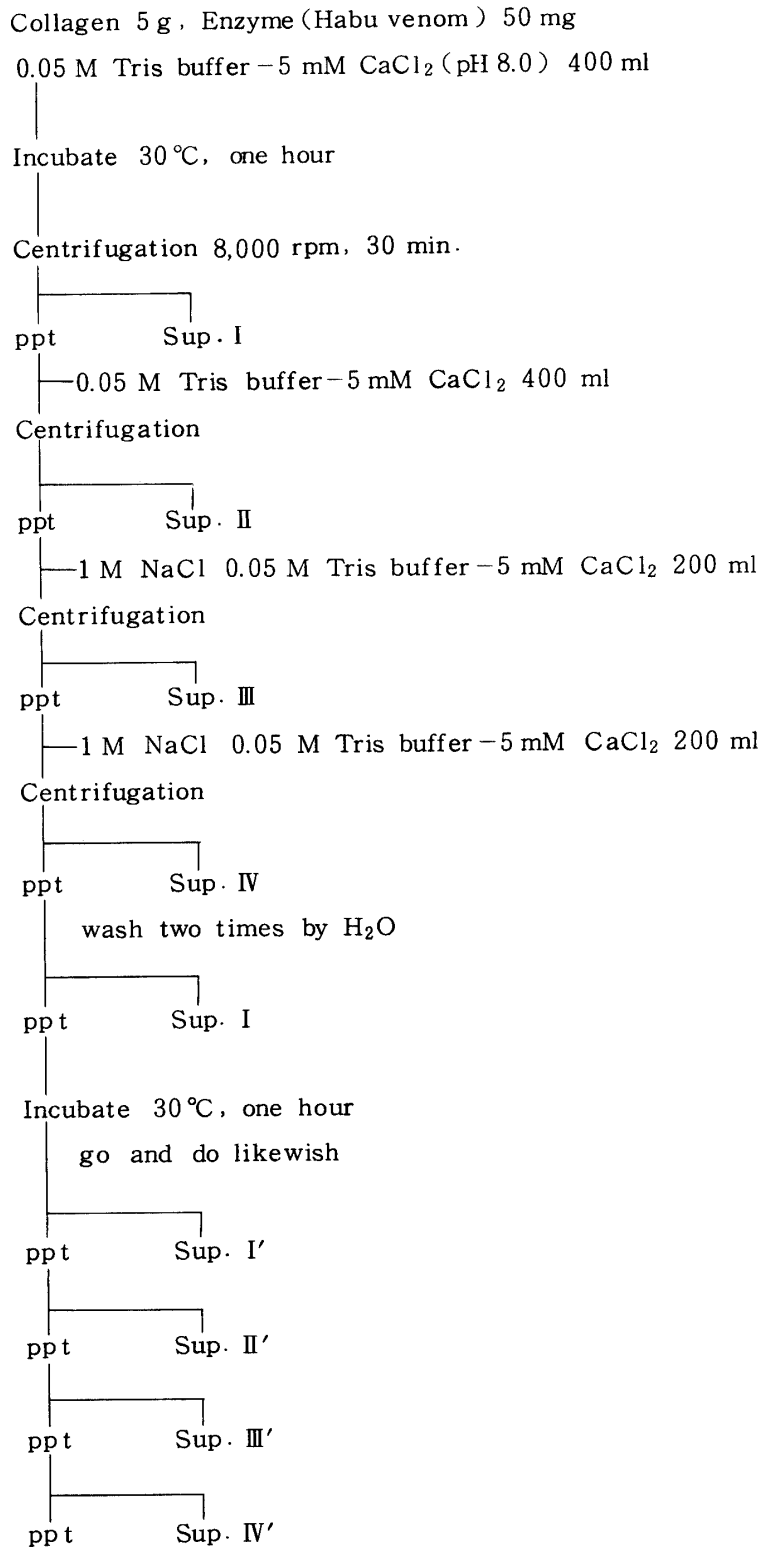 Collagen 5 g, Enzyme (Habu venom) 50 mg
0.05 M Tris buffer－5 mM CaCl₂ (pH 8.0) 400 ml
Incubate 30℃, one hour
Centrifugation 8,000 rpm, 30 min.
ppt Sup. Ⅰ
0.05 M Tris buffer－5 mM CaCl₂ 400 ml
Centrifugation
ppt Sup. Ⅱ
1 M NaCl 0.05 M Tris buffer－5 mM CaCl₂ 200 ml
Centrifugation
ppt Sup. Ⅲ
1 M NaCl 0.05 M Tris buffer－5 mM CaCl₂ 200 ml
Centrifugation
ppt Sup. Ⅳ
wash two times by H₂O
ppt Sup. Ⅰ
Incubate 30℃, one hour
go and do likewish
ppt Sup. Ⅰ′
ppt Sup. Ⅱ′
ppt Sup. Ⅲ′
ppt Sup. Ⅳ′